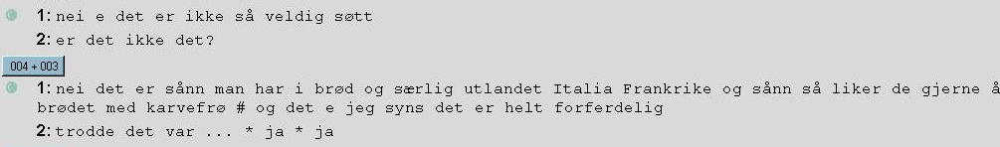 1: nei e det er ikke så veldig søtt
2: er det ikke det?
004 + 003
1: nei det er sånn man har i brød og særlig utlandet Italia Frankrike og sånn så liker de gjerne å
brødet med karvefrø # og det e jeg syns det er helt forferdelig
2: trodde det var ... * ja * ja